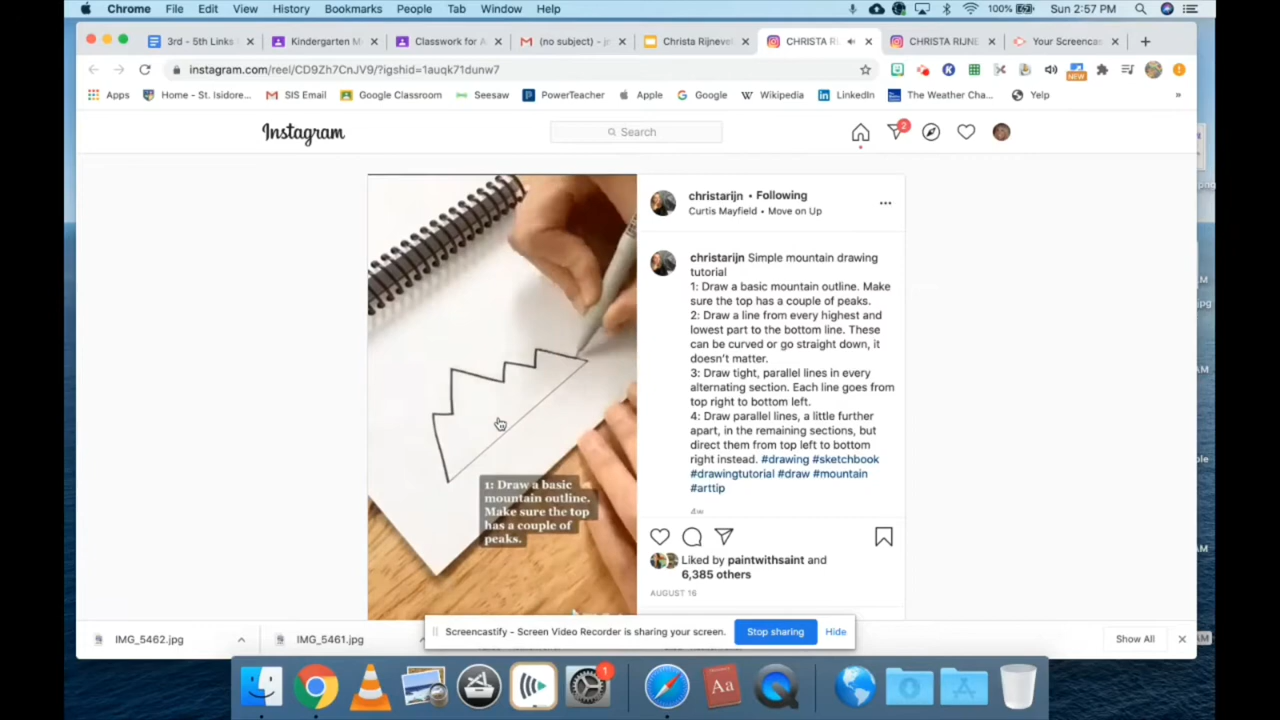 Chrome File Edit View History Bookmarks People Tab Window Help 100% Sun 2:57 PM
3rd - 5th Links
Kindergarten M
Classwork for A
(no subject) - j
Christa Rijnevel
CHRISTA RI
CHRISTA RIJNE
Your Screencas
instagram.com/reel/CD9Zh7CnJV9/?igshid=1auqk71dunw7
NEW
Apps Home - St. Isidore... SIS Email Google Classroom Seesaw PowerTeacher Apple Google Wikipedia LinkedIn The Weather Cha... Yelp »
Instagram
Search
2
christarijn • Following
Curtis Mayfield • Move on Up
christarijn Simple mountain drawing
tutorial
1: Draw a basic mountain outline. Make
sure the top has a couple of peaks.
2: Draw a line from every highest and
lowest part to the bottom line. These
can be curved or go straight down, it
doesn't matter.
3: Draw tight, parallel lines in every
alternating section. Each line goes from
top right to bottom left.
4: Draw parallel lines, a little further
apart, in the remaining sections, but
direct them from top left to bottom
right instead. #drawing #sketchbook
#drawingtutorial #draw #mountain
#arttip
4w
1: Draw a basic
mountain outline.
Make sure the top
has a couple of
peaks.
Liked by paintwithsaint and
6,385 others
AUGUST 16
IMG_5462.jpg
IMG_5461.jpg
Screencastify - Screen Video Recorder is sharing your screen.
Stop sharing
Hide
Show All
1
Aa